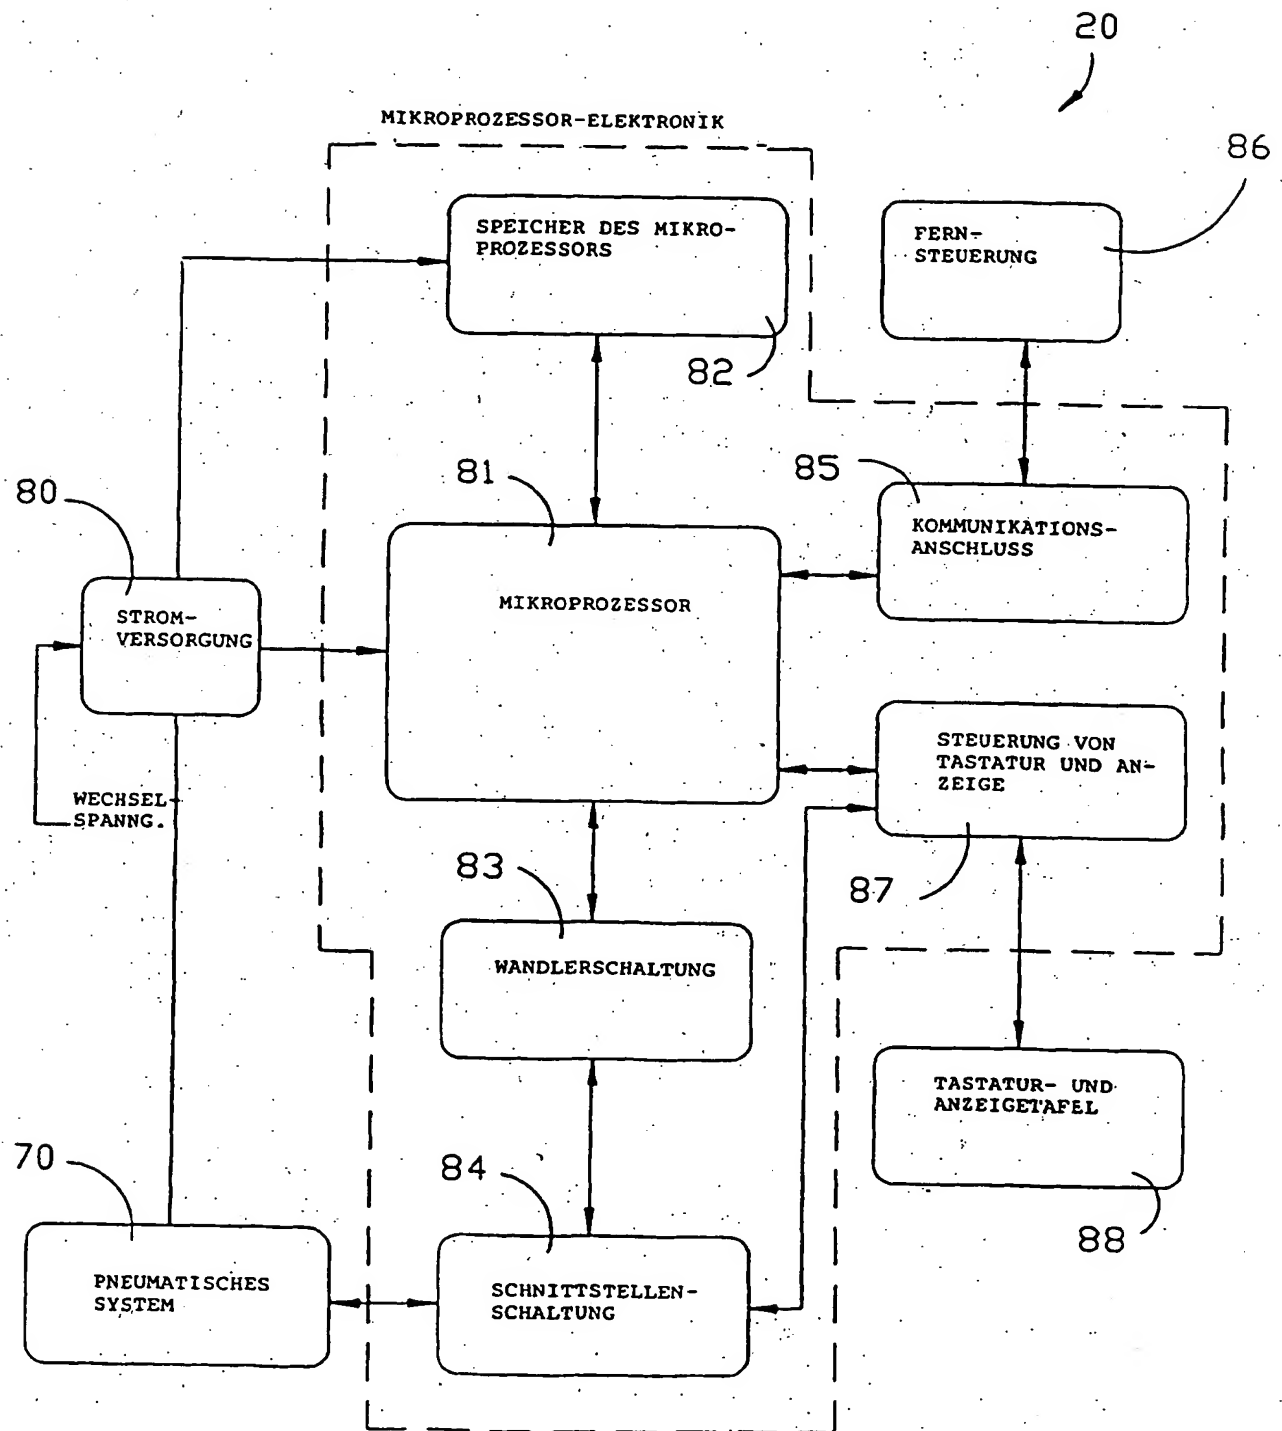 20
MIKROPROZESSOR-ELEKTRONIK
86
SPEICHER DES MIKRO-
PROZESSORS
82
FERN-
STEUERUNG
81
85
80
KOMMUNIKATIONS-
ANSCHLUSS
MIKROPROZESSOR
STROM-
VERSORGUNG
STEUERUNG VON
TASTATUR UND AN-
ZEIGE
WECHSEL-
SPANNG.
83
87
WANDLERSCHALTUNG
TASTATUR- UND
ANZEIGETAFEL
70
84
88
PNEUMATISCHES
SYSTEM
SCHNITTSTELLEN-
SCHALTUNG